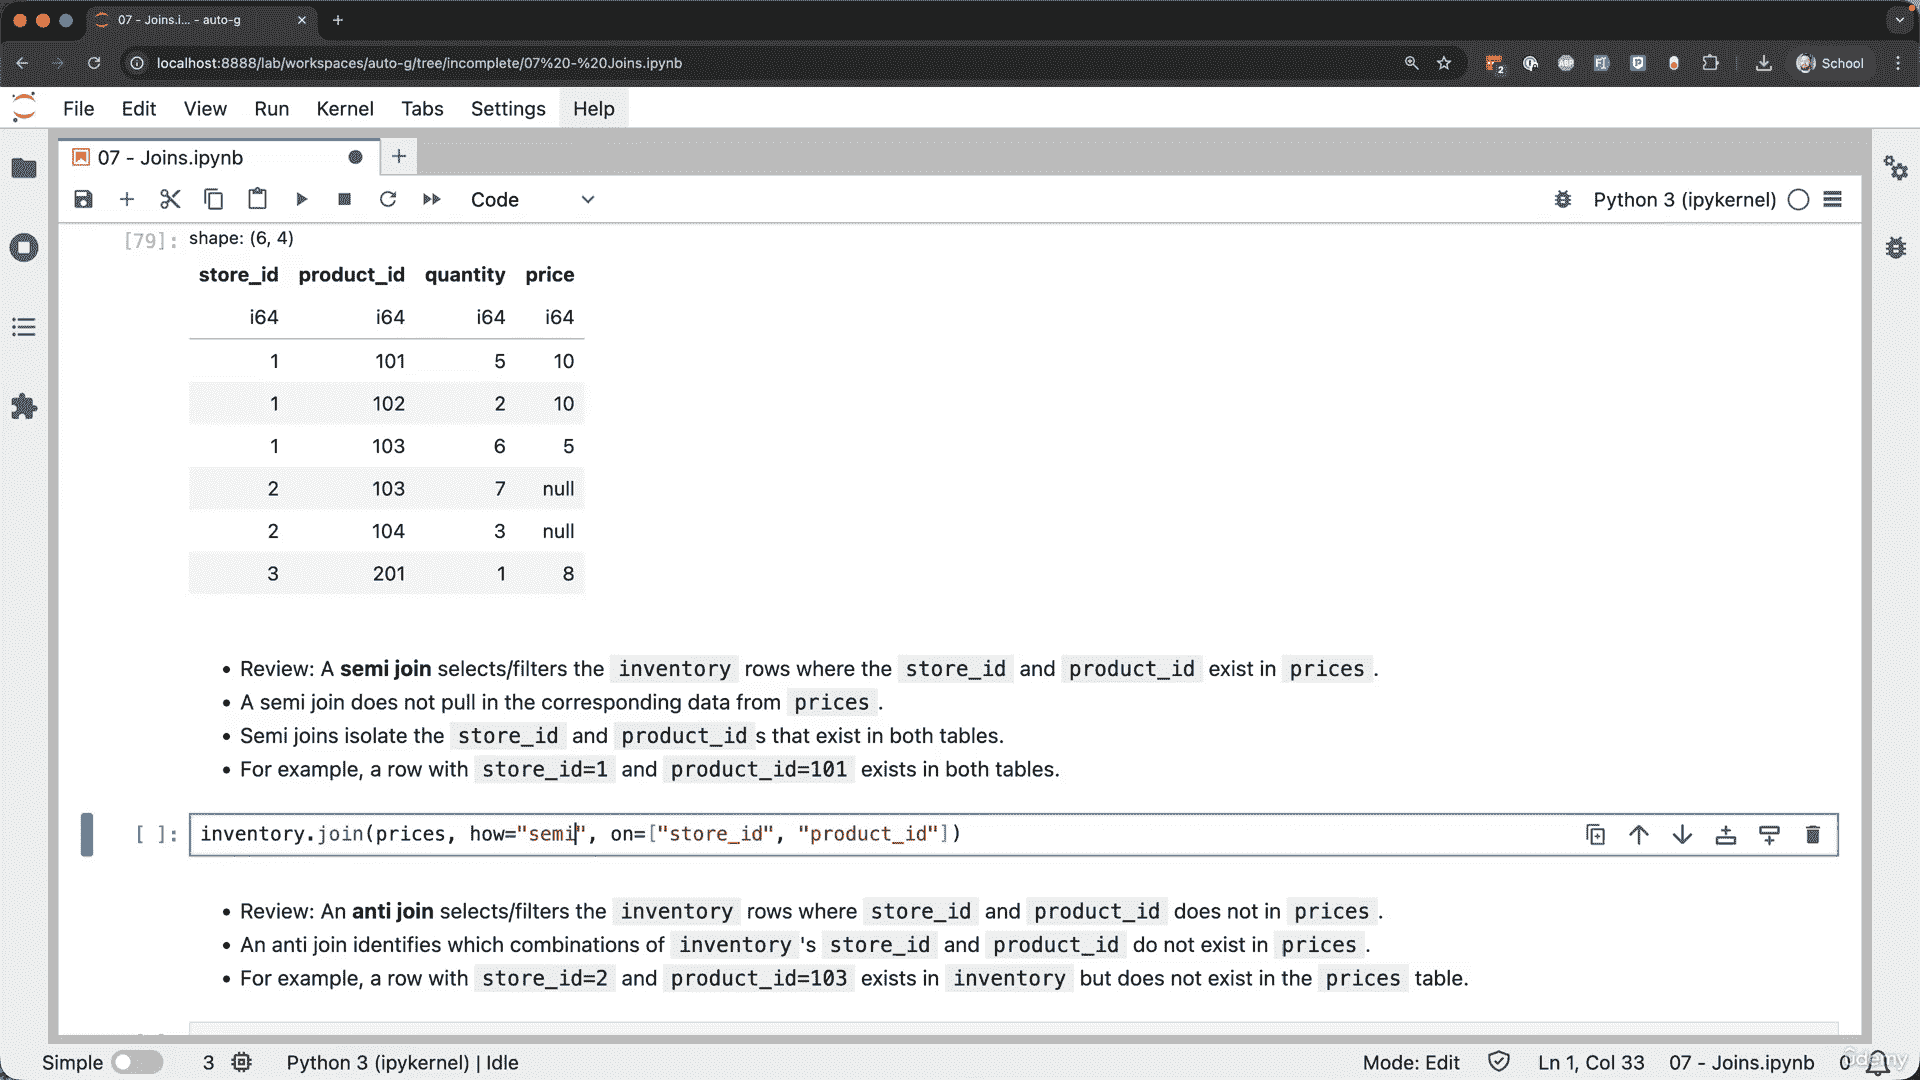 07 - Joins.i... - auto-g
localhost:8888/lab/workspaces/auto-g/tree/incomplete/07%20-%20Joins.ipynb
2
ABP
School
File Edit View Run Kernel Tabs Settings Help
07 - Joins.ipynb
Code
Python 3 (ipykernel)
[79]: shape: (6, 4)
store_id product_id quantity price
i64 i64 i64 i64
1 101 5 10
1 102 2 10
1 103 6 5
2 103 7 null
2 104 3 null
3 201 1 8
• Review: A semi join selects/filters the inventory rows where the store_id and product_id exist in prices .
• A semi join does not pull in the corresponding data from prices .
• Semi joins isolate the store_id and product_id s that exist in both tables.
• For example, a row with store_id=1 and product_id=101 exists in both tables.
[ ]: inventory.join(prices, how="semi", on=["store_id", "product_id"])
• Review: An anti join selects/filters the inventory rows where store_id and product_id does not in prices .
• An anti join identifies which combinations of inventory 's store_id and product_id do not exist in prices .
• For example, a row with store_id=2 and product_id=103 exists in inventory but does not exist in the prices table.
Simple 3 Python 3 (ipykernel) | Idle Mode: Edit Ln 1, Col 33 07 - Joins.ipynb 0
Udemy